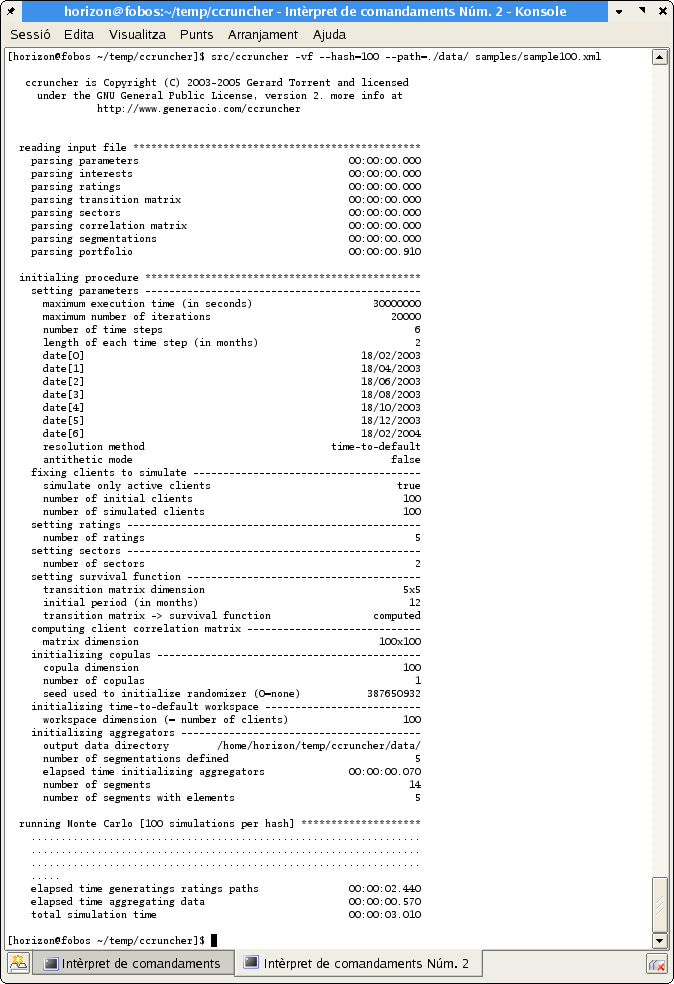 horizon@fobos:~/temp/ccruncher - Intèrpret de comandaments Núm. 2 - Konsole
Sessió Edita Visualitza Punts Arranjament Ajuda
[horizon@fobos ~/temp/ccruncher]$ src/ccruncher -vf --hash=100 --path=./data/ samples/sample100.xml
ccruncher is Copyright (C) 2003-2005 Gerard Torrent and licensed
under the GNU General Public License, version 2. more info at
http://www.generacio.com/ccruncher
reading input file ************************************************
parsing parameters 00:00:00.000
parsing interests 00:00:00.000
parsing ratings 00:00:00.000
parsing transition matrix 00:00:00.000
parsing sectors 00:00:00.000
parsing correlation matrix 00:00:00.000
parsing segmentations 00:00:00.000
parsing portfolio 00:00:00.910
initialing procedure **********************************************
setting parameters ----------------------------------------------
maximum execution time (in seconds) 30000000
maximum number of iterations 20000
number of time steps 6
length of each time step (in months) 2
date[0] 18/02/2003
date[1] 18/04/2003
date[2] 18/06/2003
date[3] 18/08/2003
date[4] 18/10/2003
date[5] 18/12/2003
date[6] 18/02/2004
resolution method time-to-default
antithetic mode false
fixing clients to simulate --------------------------------------
simulate only active clients true
number of initial clients 100
number of simulated clients 100
setting ratings -------------------------------------------------
number of ratings 5
setting sectors -------------------------------------------------
number of sectors 2
setting survival function ---------------------------------------
transition matrix dimension 5x5
initial period (in months) 12
transition matrix -> survival function computed
computing client correlation matrix -----------------------------
matrix dimension 100x100
initializing copulas --------------------------------------------
copula dimension 100
number of copulas 1
seed used to initialize randomizer (0=none) 387650932
initializing time-to-default workspace --------------------------
workspace dimension (= number of clients) 100
initializing aggregators ----------------------------------------
output data directory /home/horizon/temp/ccruncher/data/
number of segmentations defined 5
elapsed time initializing aggregators 00:00:00.070
number of segments 14
number of segments with elements 5
running Monte Carlo [100 simulations per hash] ********************
.................................................................
.................................................................
.................................................................
.....
elapsed time generatings ratings paths 00:00:02.440
elapsed time aggregating data 00:00:00.570
total simulation time 00:00:03.010
[horizon@fobos ~/temp/ccruncher]$
Intèrpret de comandaments Intèrpret de comandaments Núm. 2